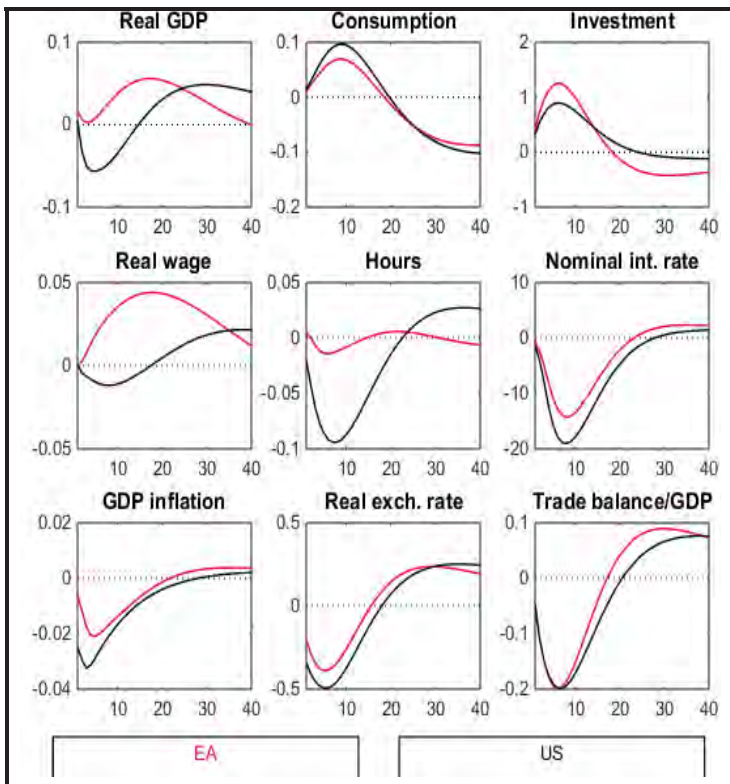 Real GDP Consumption Investment
0.1 0.1 2
0 0 1
-0.1 0
-0.1 -0.2 -1
10 20 30 40 10 20 30 40 10 20 30 40
Real wage Hours Nominal int. rate
0.05 0.05 10
0 0 0
-0.05 -10
-0.05 -0.1 -20
10 20 30 40 10 20 30 40 10 20 30 40
GDP inflation Real exch. rate Trade balance/GDP
0.02 0.5 0.1
0 0 0
-0.02 -0.1
-0.04 -0.5 -0.2
10 20 30 40 10 20 30 40 10 20 30 40
EA US